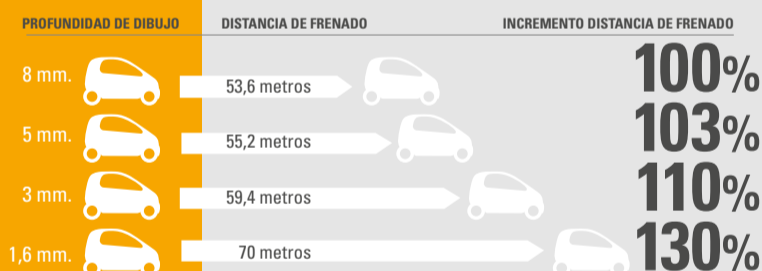 PROFUNDIDAD DE DIBUJO DISTANCIA DE FRENADO INCREMENTO DISTANCIA DE FRENADO
8 mm. 53,6 metros 100%
5 mm. 55,2 metros 103%
3 mm. 59,4 metros 110%
1,6 mm. 70 metros 130%